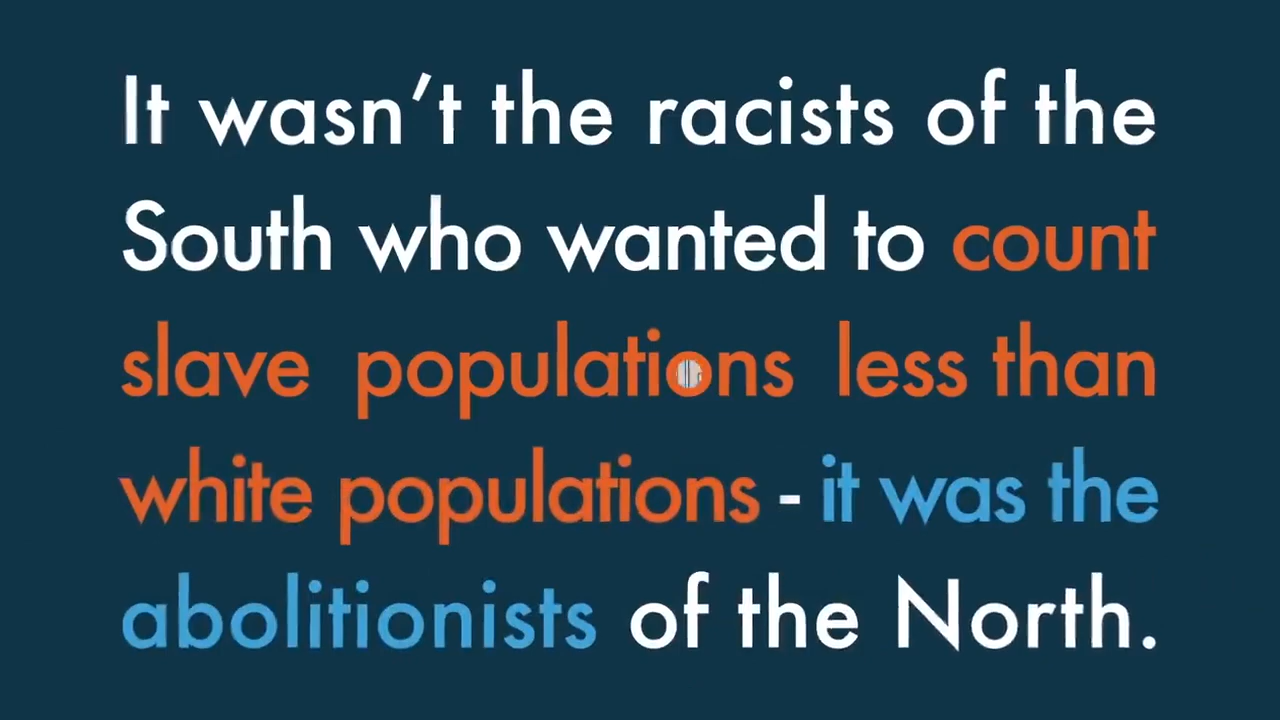 It wasn’t the racists of the
South who wanted to count
slave populations less than
white populations - it was the
abolitionists of the North.